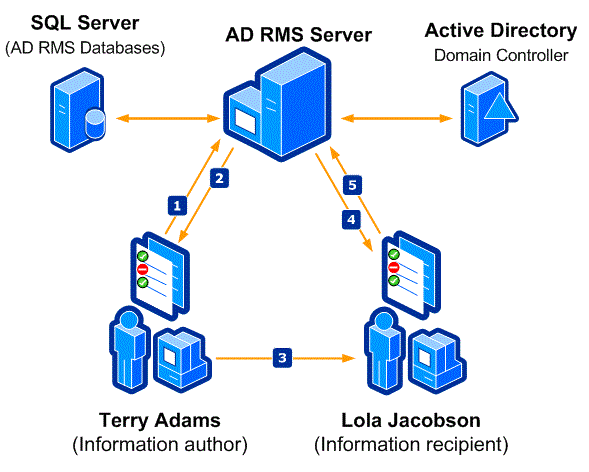 SQL Server
(AD RMS Databases)
AD RMS Server
Active Directory
Domain Controller
1
2
5
4
3
Terry Adams
(Information author)
Lola Jacobson
(Information recipient)